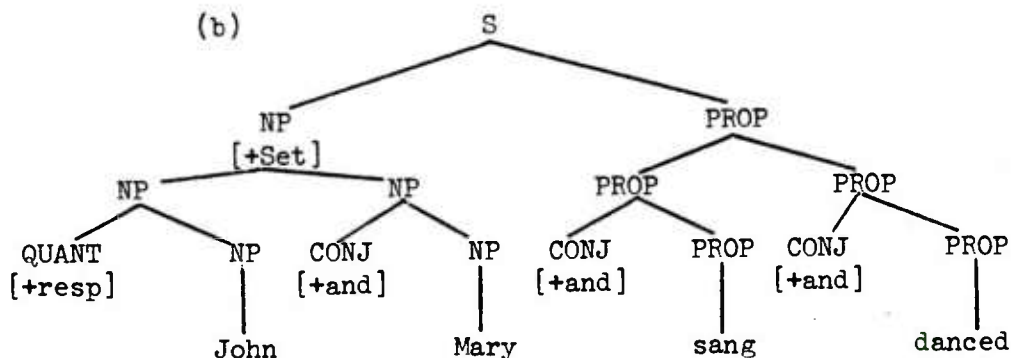 (b) S
NP PROP
[+Set]
NP NP PROP PROP
QUANT NP CONJ NP CONJ PROP CONJ PROP
[+resp] [+and] [+and] [+and]
John Mary sang danced